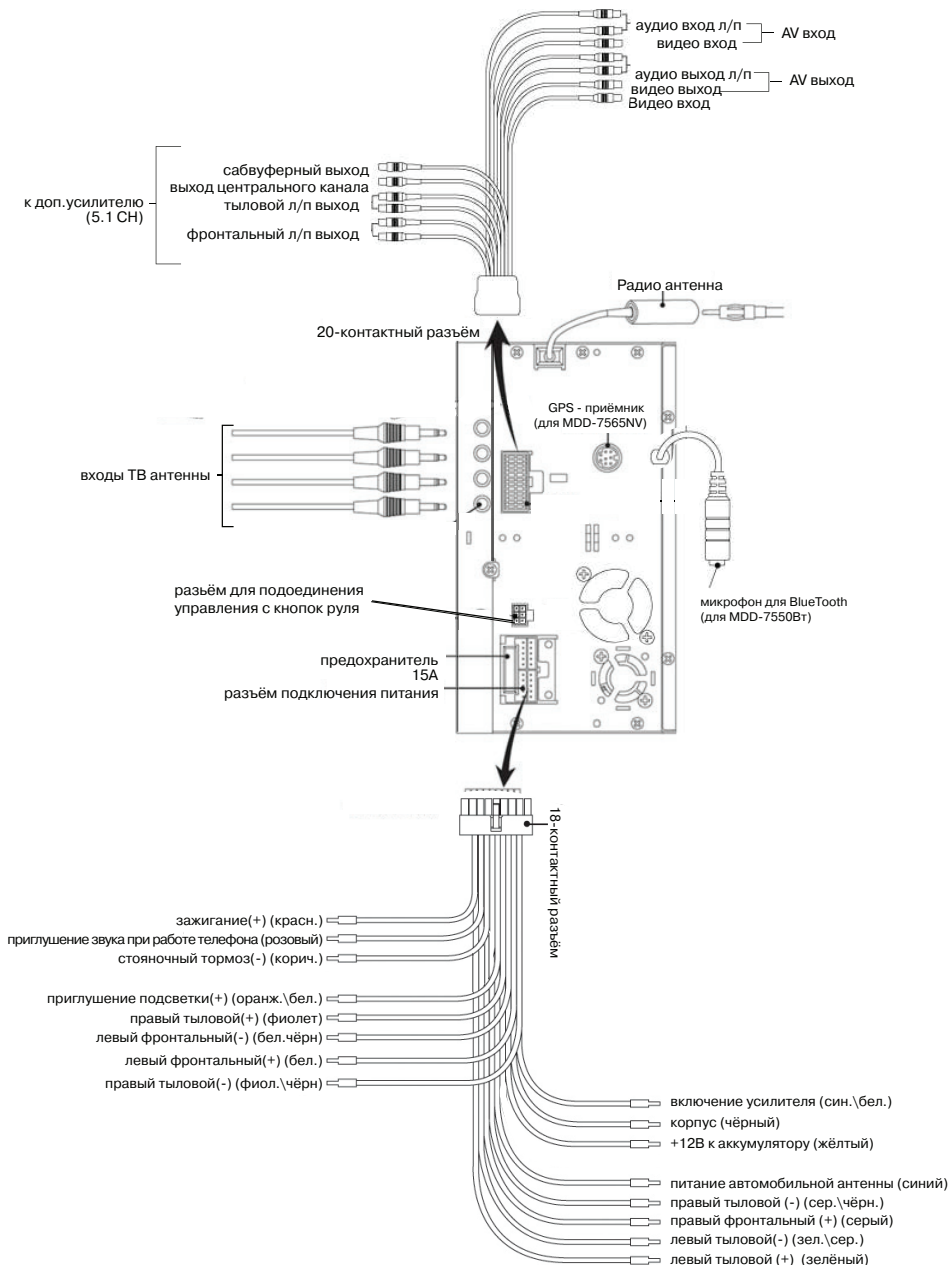 аудио вход л/п
видео вход
AV вход
аудио выход л/п
видео выход
AV выход
Видео вход
сабвуферный выход
выход центрального канала
тыловой л/п выход
фронтальный л/п выход
к доп.усилителю
(5.1 CH)
Радио антенна
20-контактный разъём
GPS - приёмник
(для MDD-7565NV)
входы ТВ антенны
разьём для подоединения
управления с кнопок руля
микрофон для BlueTooth
(для MDD-7550Вт)
предохранитель
15А
разъём подключения питания
18-контактный разъём
зажигание(+) (красн.)
приглушение звука при работе телефона (розовый)
стояночный тормоз(-) (корич.)
приглушение подсветки(+) (оранж.\бел.)
правый тыловой(+) (фиолет)
левый фронтальный(-) (бел.чёрн)
левый фронтальный(+) (бел.)
правый тыловой(-) (фиол.\чёрн)
включение усилителя (син.\бел.)
корпус (чёрный)
+12В к аккумулятору (жёлтый)
питание автомобильной антенны (синий)
правый тыловой (-) (сер.\чёрн.)
правый фронтальный (+) (серый)
левый тыловой(-) (зел.\сер.)
левый тыловой (+) (зелёный)